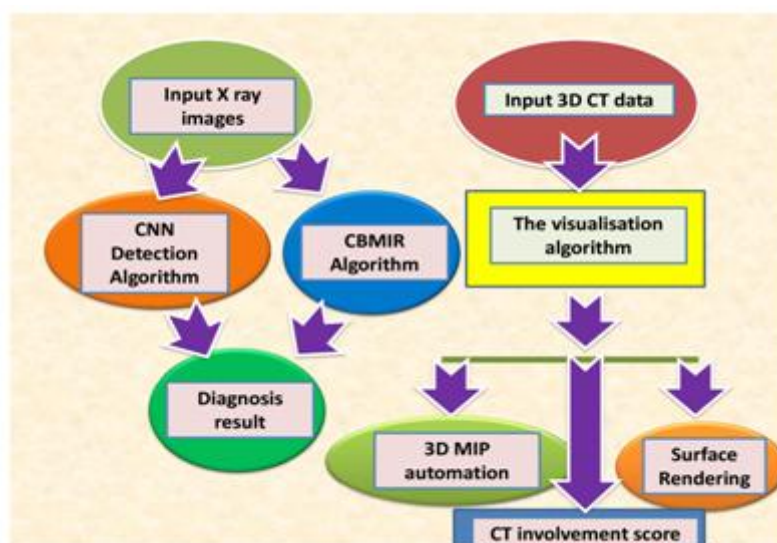 Input X ray
images
Input 3D CT data
CNN
Detection
Algorithm
CBMIR
Algorithm
The visualisation
algorithm
Diagnosis
result
3D MIP
automation
Surface
Rendering
CT involvement score